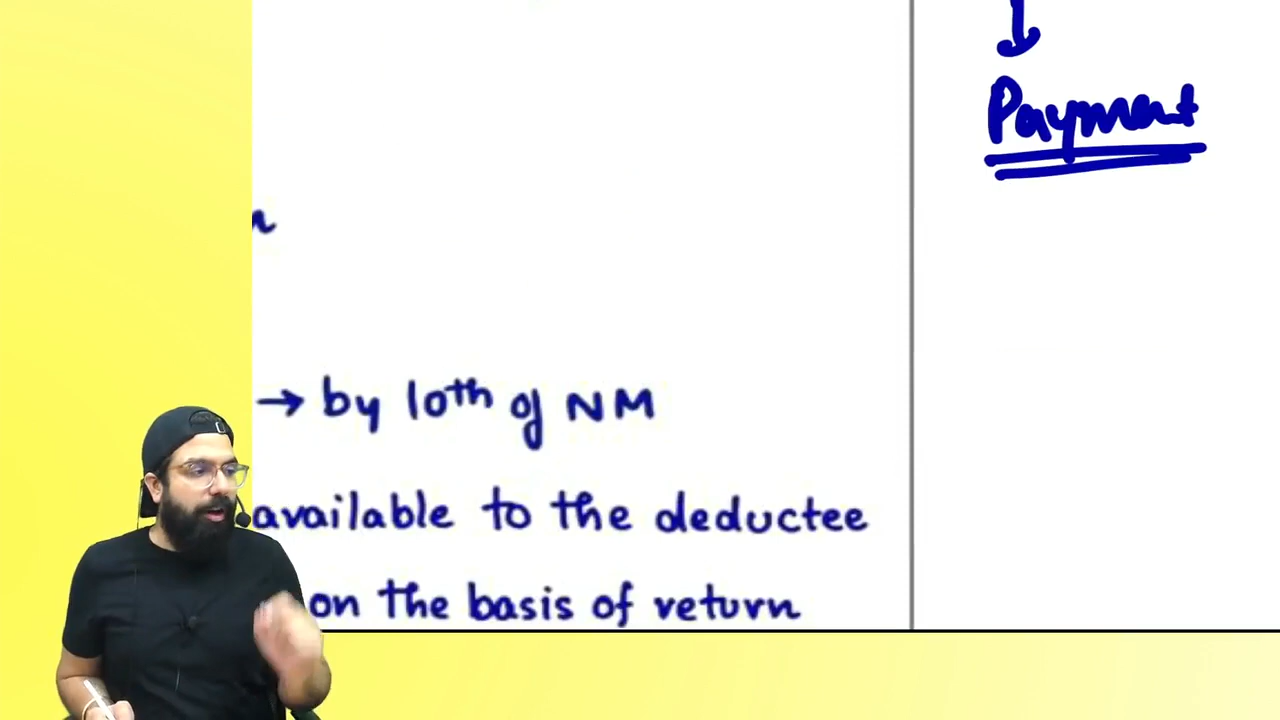 Payment
→ by 10th of NM
available to the deductee
on the basis of return